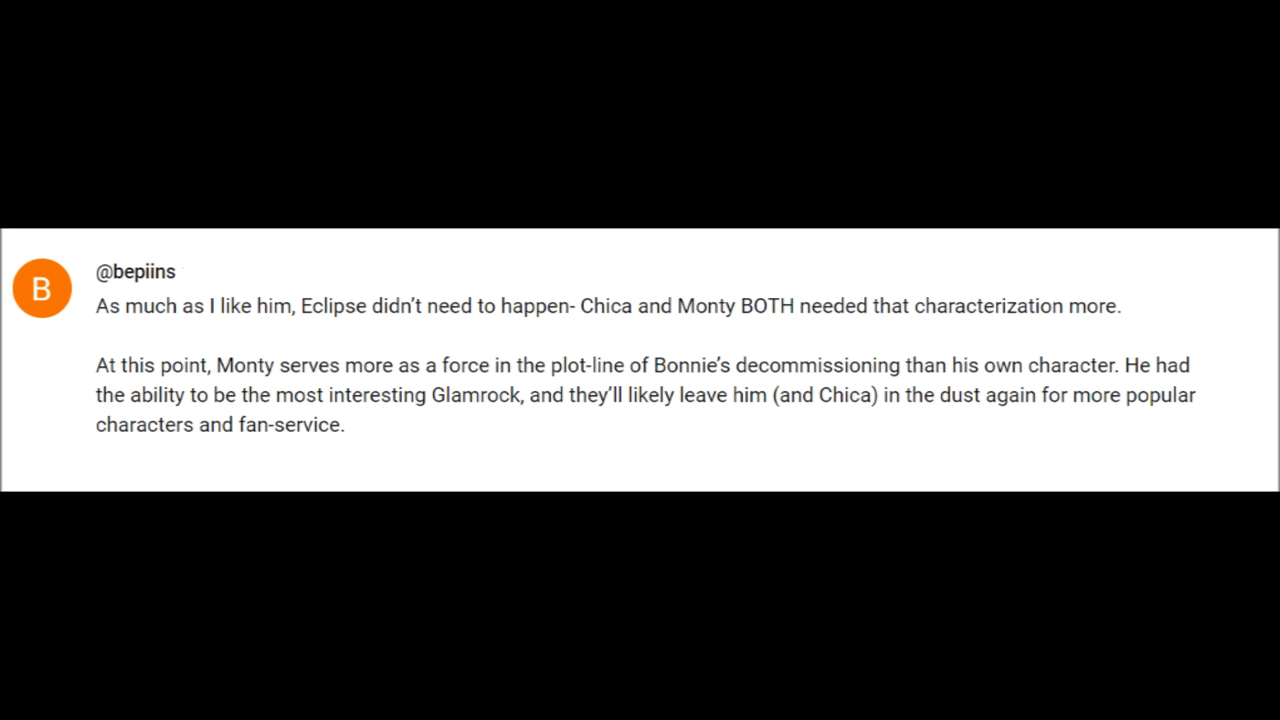 B
@bepiins
As much as I like him, Eclipse didn’t need to happen- Chica and Monty BOTH needed that characterization more.
At this point, Monty serves more as a force in the plot-line of Bonnie’s decommissioning than his own character. He had
the ability to be the most interesting Glamrock, and they’ll likely leave him (and Chica) in the dust again for more popular
characters and fan-service.